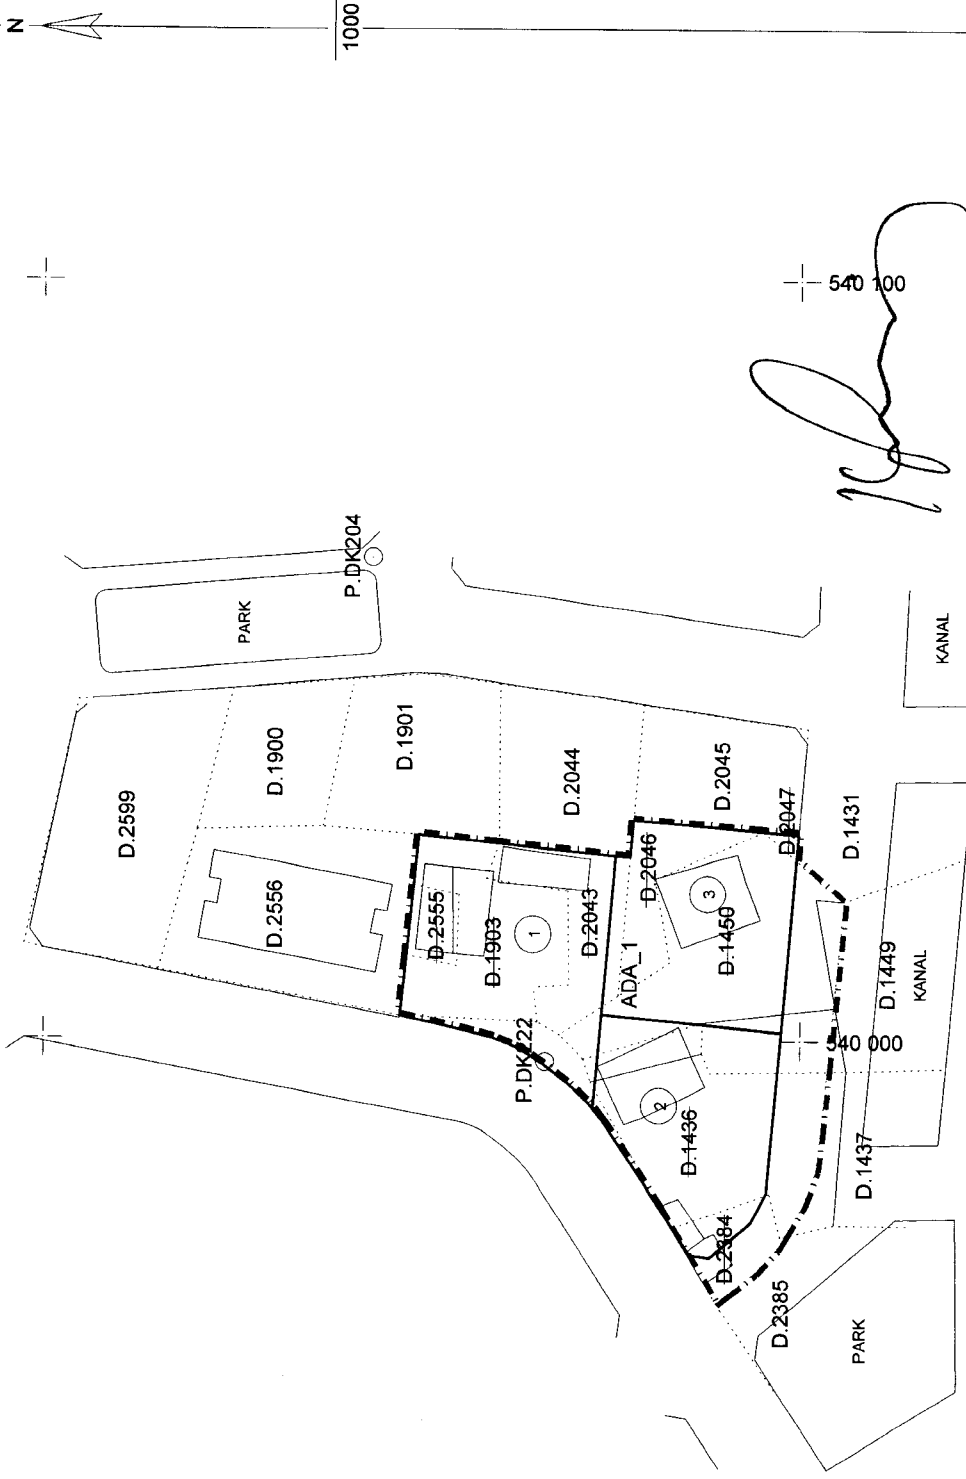 N
1000
540 100
P.DK204
PARK
KANAL
D.2599
D.1900
D.1901
D.2044
D.2045
D.2047
D.1431
D.2556
D.2555
D.1903
1
D.2043
D.2046
3
D.1450
ADA_1
D.1449
KANAL
540 000
P.DK222
2
D.1436
D.1437
D.2384
D.2385
PARK